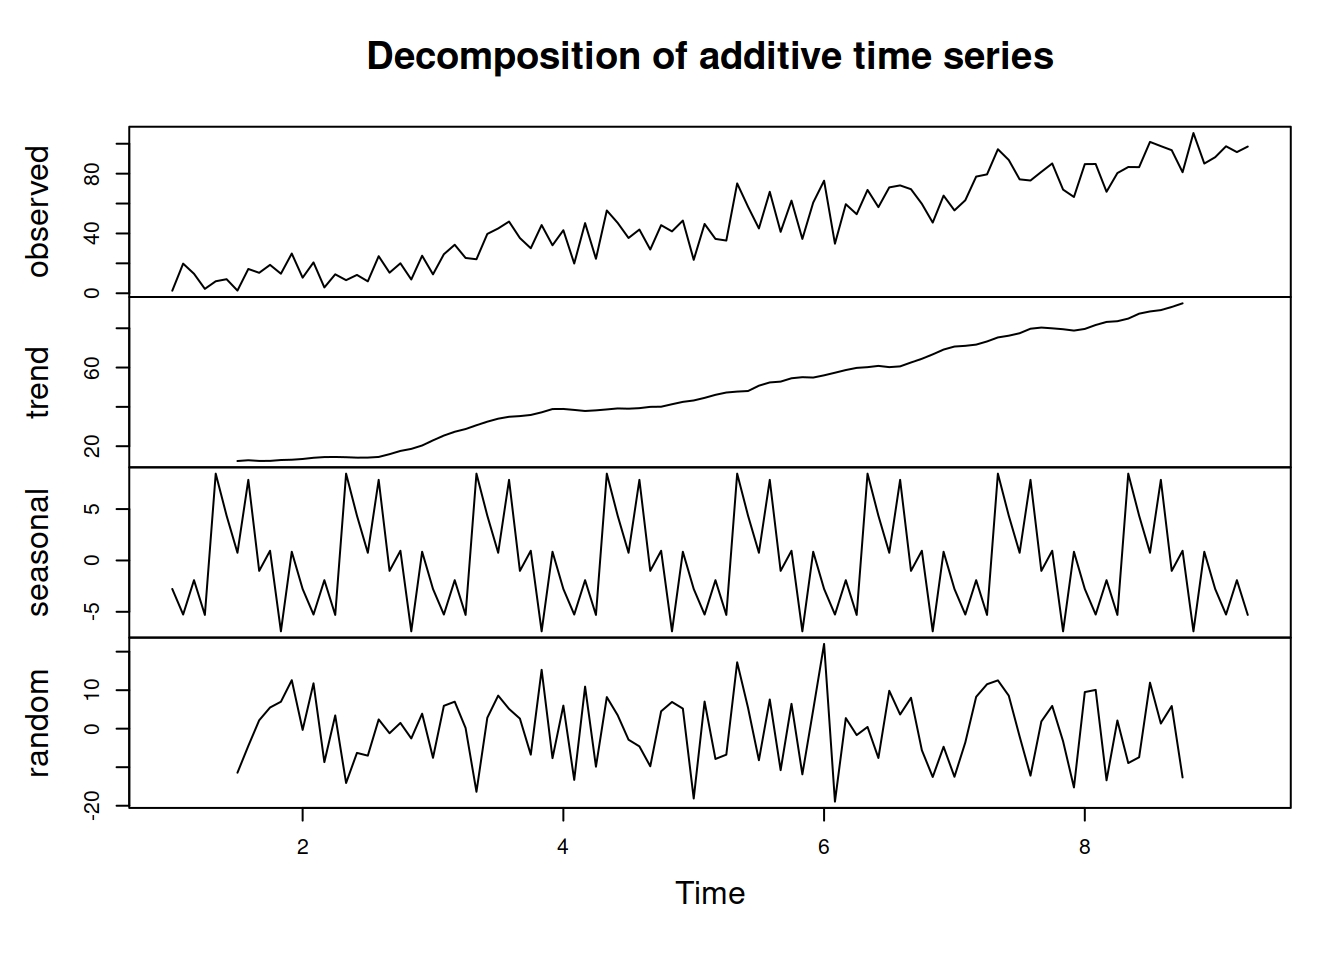 Decomposition of additive time series
observed
0 40 80
trend
20 60
seasonal
-5 0 5
random
-20 0 10
2 4 6 8
Time